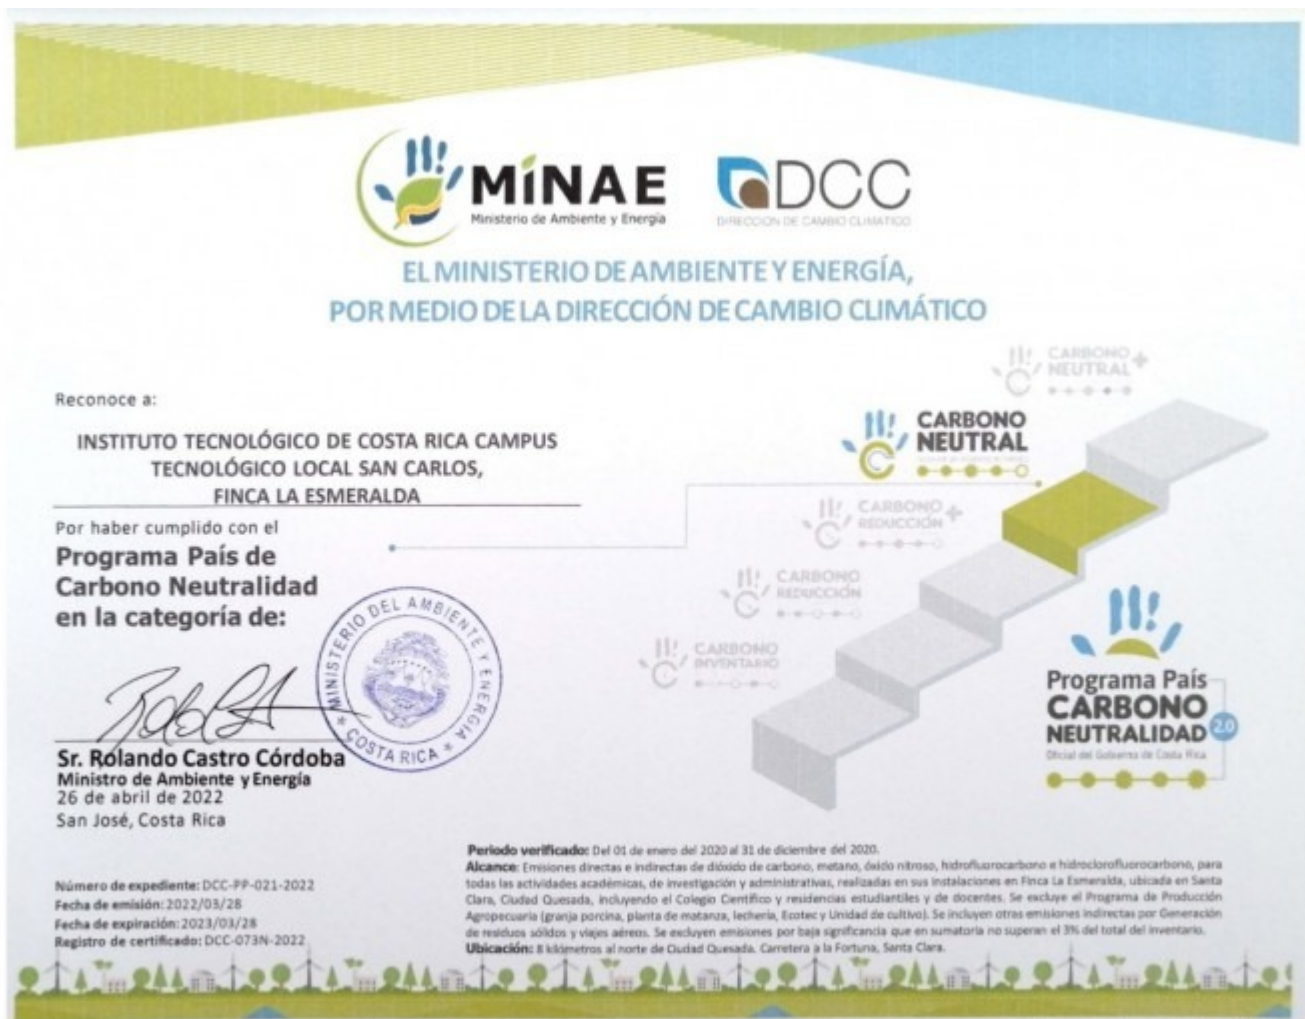 MINAE
Ministerio de Ambiente y Energía
DCC
DIRECCIÓN DE CAMBIO CLIMÁTICO
EL MINISTERIO DE AMBIENTE Y ENERGÍA,
POR MEDIO DE LA DIRECCIÓN DE CAMBIO CLIMÁTICO
Reconoce a:
INSTITUTO TECNOLÓGICO DE COSTA RICA CAMPUS
TECNOLÓGICO LOCAL SAN CARLOS,
FINCA LA ESMERALDA
Por haber cumplido con el
Programa País de
Carbono Neutralidad
en la categoría de:
CARBONO
NEUTRAL +
CARBONO
NEUTRAL
CARBONO
REDUCCIÓN +
CARBONO
REDUCCIÓN
CARBONO
INVENTARIO
MINISTERIO DEL AMBIENTE Y ENERGIA
COSTA RICA
Sr. Rolando Castro Córdoba
Ministro de Ambiente y Energía
26 de abril de 2022
San José, Costa Rica
Programa País
CARBONO
NEUTRALIDAD 2.0
Oficial del Gobierno de Costa Rica
Número de expediente: DCC-PP-021-2022
Fecha de emisión: 2022/03/28
Fecha de expiración: 2023/03/28
Registro de certificado: DCC-073N-2022
Periodo verificado: Del 01 de enero del 2020 al 31 de diciembre del 2020.
Alcance: Emisiones directas e indirectas de dióxido de carbono, metano, óxido nitroso, hidrofluorocarbono e hidroclorofluorocarbono, para
todas las actividades académicas, de investigación y administrativas, realizadas en sus instalaciones en Finca La Esmeralda, ubicada en Santa
Clara, Ciudad Quesada, incluyendo el Colegio Científico y residencias estudiantiles y de docentes. Se excluye el Programa de Producción
Agropecuaria (granja porcina, planta de matanza, lechería, Ecotec y Unidad de cultivo). Se incluyen otras emisiones indirectas por Generación
de residuos sólidos y viajes aéreos. Se excluyen emisiones por baja significancia que en sumatoria no superan el 3% del total del inventario.
Ubicación: 8 kilómetros al norte de Ciudad Quesada. Carretera a la Fortuna, Santa Clara.